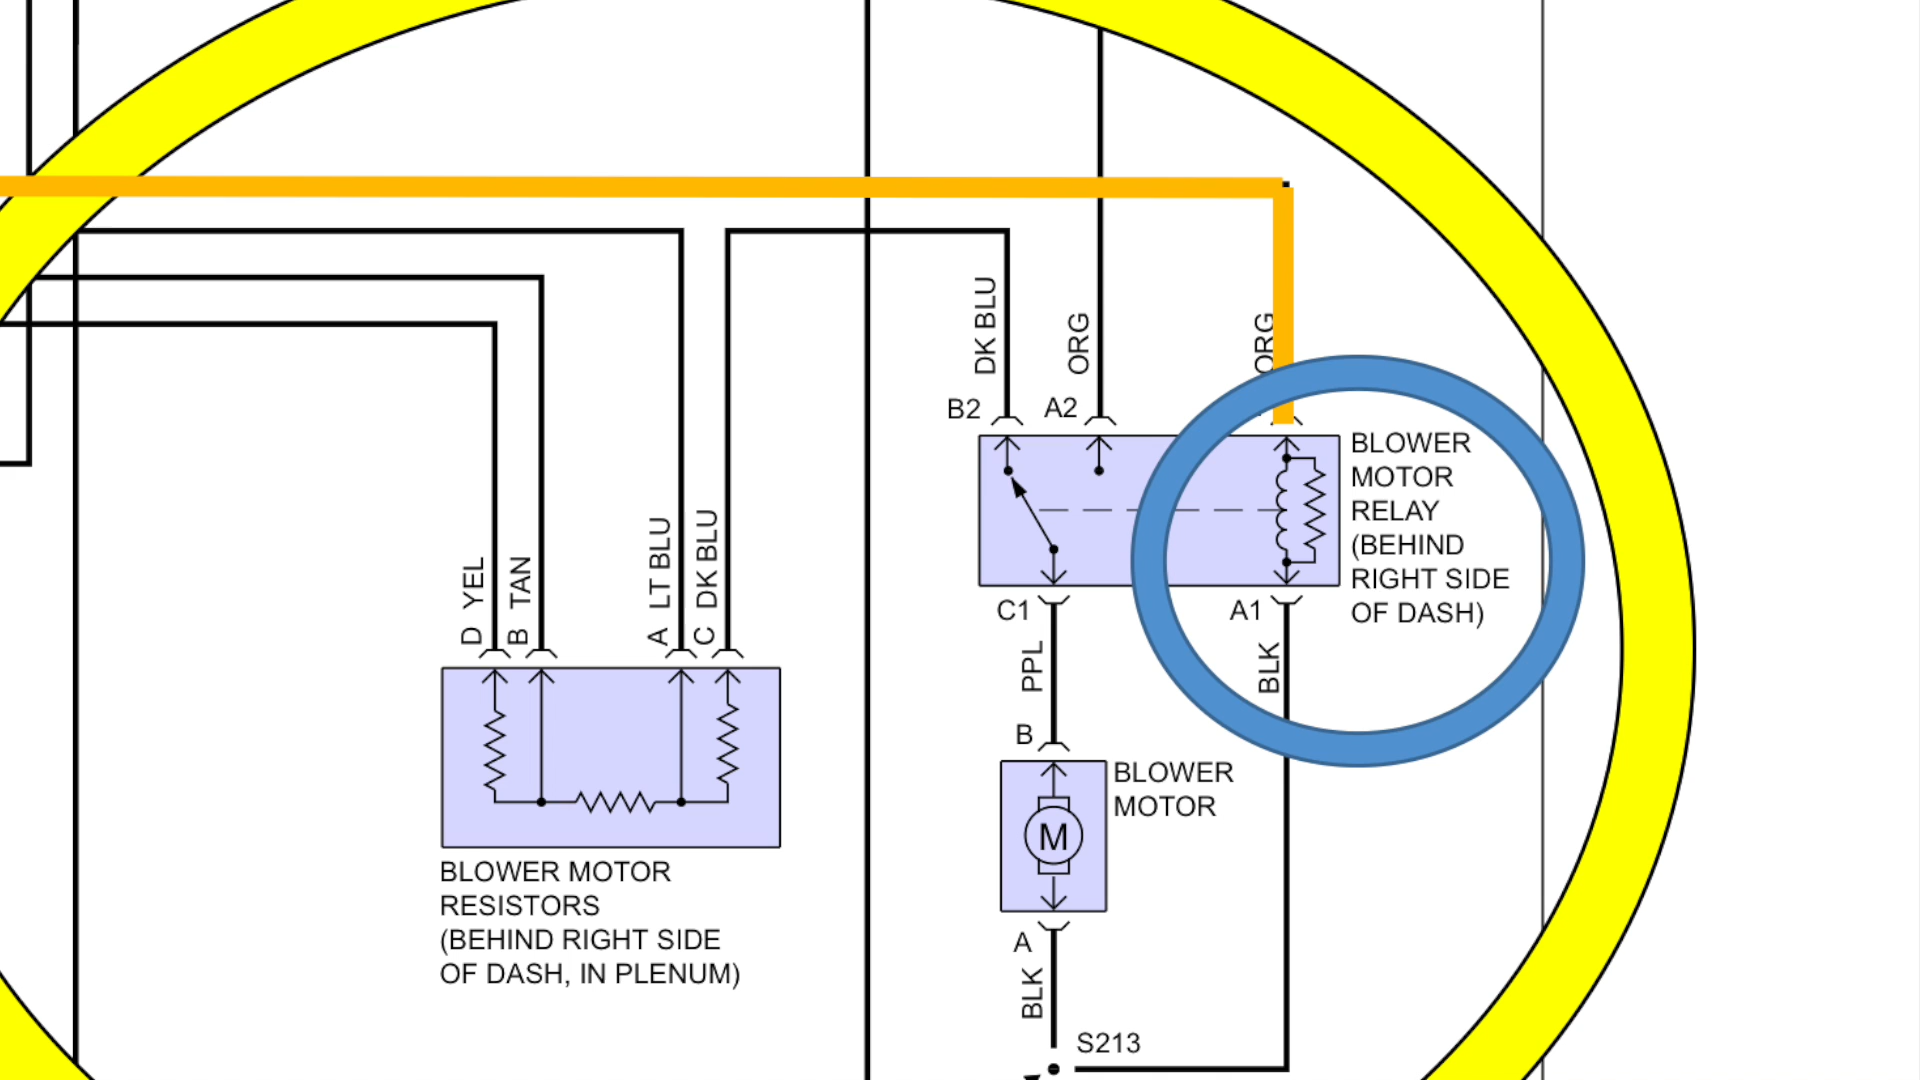 DK BLU
ORG
ORG
B2
A2
BLOWER
MOTOR
RELAY
(BEHIND
RIGHT SIDE
OF DASH)
D YEL
B TAN
A LT BLU
C DK BLU
C1
A1
PPL
BLK
B
BLOWER
MOTOR
M
BLOWER MOTOR
RESISTORS
(BEHIND RIGHT SIDE
OF DASH, IN PLENUM)
A
BLK
S213